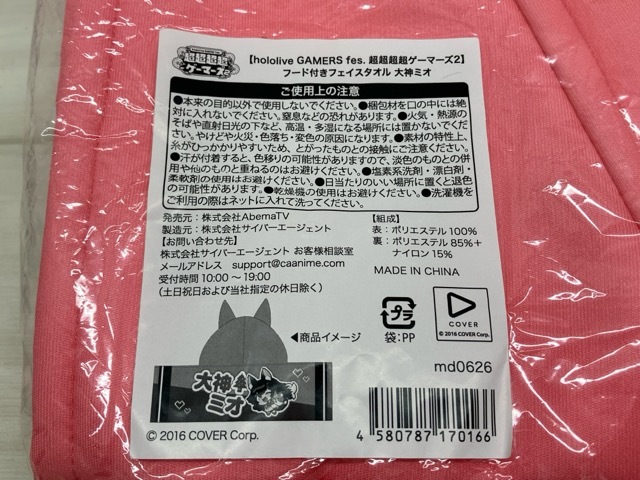 超超超超
ゲーマーズ2
【hololive GAMERS fes. 超超超超ゲーマーズ2】
フード付きフェイスタオル 大神ミオ
ご使用上の注意
●本来の目的以外で使用しないでください。●梱包材を口の中には絶
対に入れないでください。窒息などの恐れがあります。●火気・熱源の
そばや直射日光の下など、高温・多湿になる場所には置かないでくだ
さい。やけどや火災・色落ち・変色の原因になります。●素材の特性上、
糸がひっかかりやすいため、とがったものとの接触にご注意ください。
●汗が付着すると、色移りの可能性がありますので、淡色のものとの併
用や他のものと重ねるのはお避けください。●塩素系洗剤・漂白剤・
柔軟剤の使用はお避けください。●日当たりのいい場所に置くと退色
の可能性があります。●乾燥機の使用はお避けください。●洗濯機を
ご利用の際はネットに入れて洗ってください。
発売元：株式会社AbemaTV
製造元：株式会社サイバーエージェント
【お問い合わせ先】
株式会社サイバーエージェント お客様相談室
メールアドレス support@caanime.com
受付時間 10:00～19:00
(土日祝日および当社指定の休日除く)
【組成】
表：ポリエステル 100%
裏：ポリエステル 85%＋
ナイロン 15%
MADE IN CHINA
◀商品イメージ
プラ
袋：PP
COVER
© 2016 COVER Corp.
md0626
大神
ミオ
© 2016 COVER Corp.
4 580787 170166